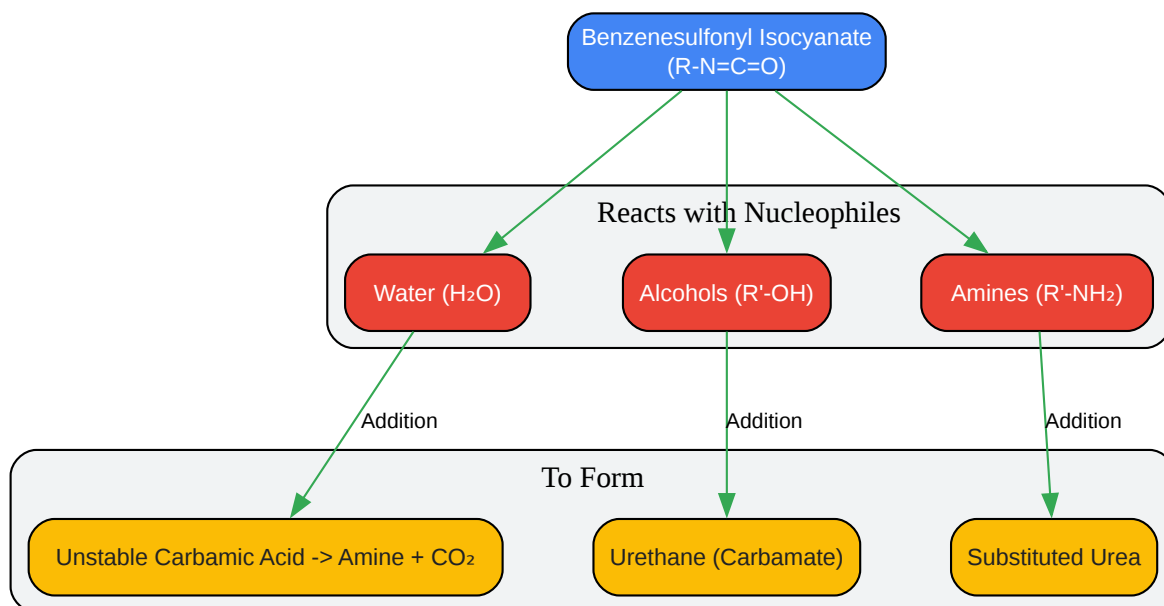 Benzenesulfonyl Isocyanate
(R-N=C=O)
Reacts with Nucleophiles
Water (H₂O)
Alcohols (R'-OH)
Amines (R'-NH₂)
Addition
Addition
Addition
To Form
Unstable Carbamic Acid -> Amine + CO₂
Urethane (Carbamate)
Substituted Urea